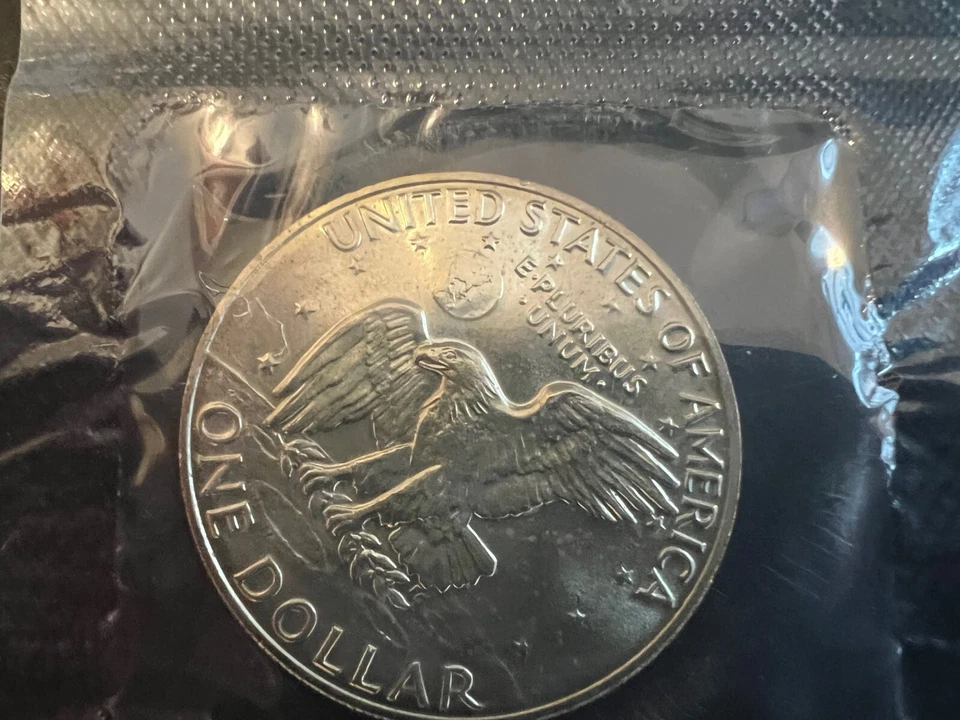 UNITED STATES OF AMERICA
E·PLURIBUS
·UNUM·
ONE DOLLAR